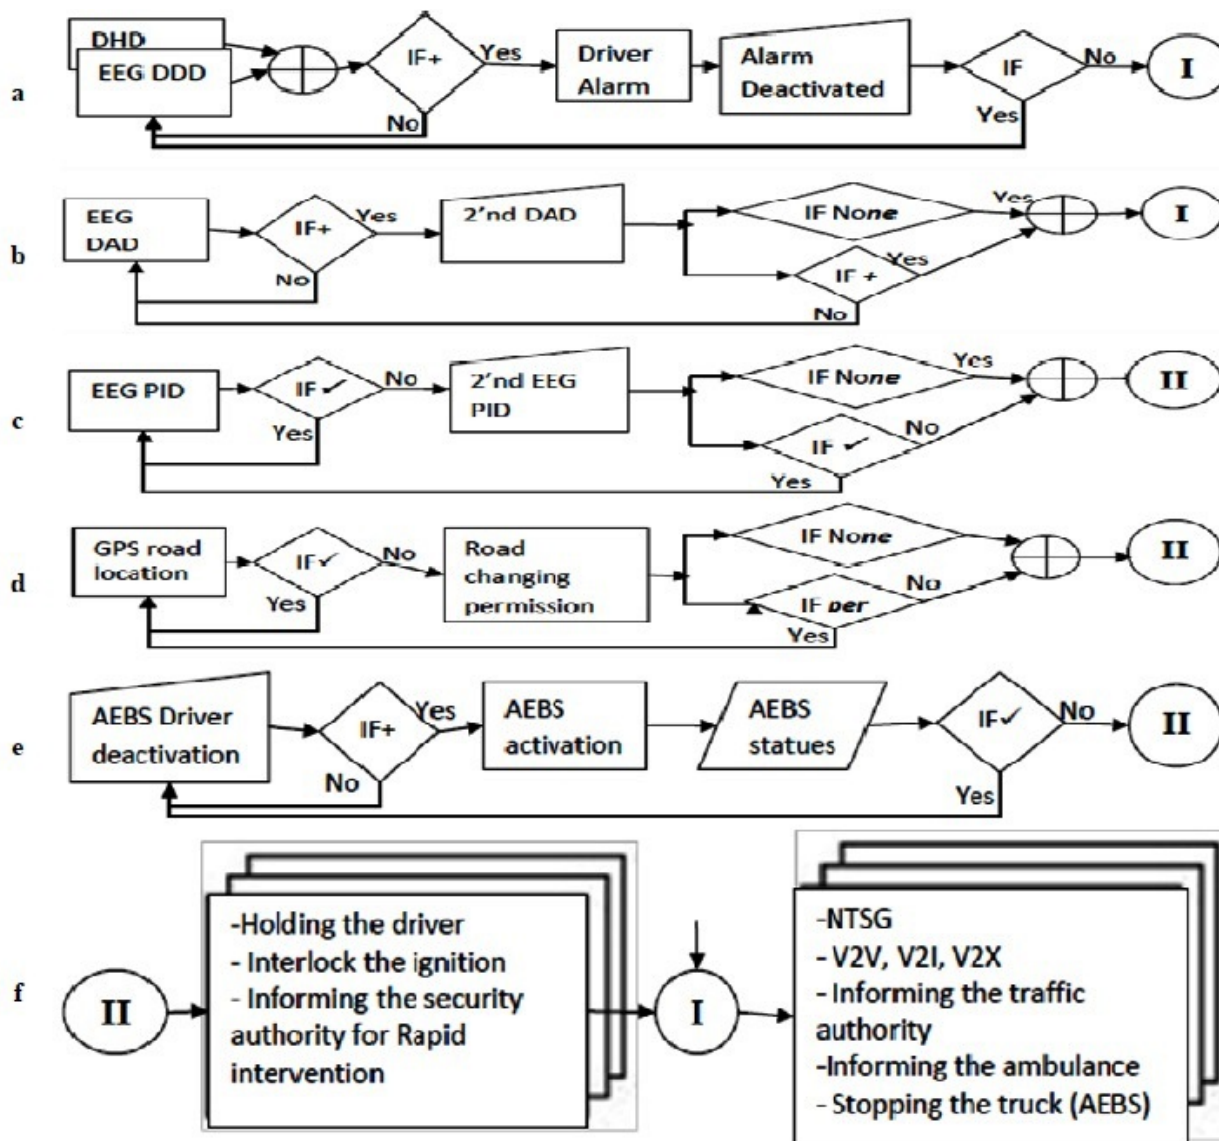 DHD
EEG DDD
IF+
Yes
No
Driver
Alarm
Alarm
Deactivated
IF
No
Yes
I
a
EEG
DAD
IF+
Yes
No
2'nd DAD
IF None
Yes
IF +
Yes
No
I
b
EEG PID
IF ✓
No
Yes
2'nd EEG
PID
IF None
Yes
IF ✓
No
Yes
II
c
GPS road
location
IF✓
No
Yes
Road
changing
permission
IF None
IF per
No
Yes
II
d
AEBS Driver
deactivation
IF+
Yes
No
AEBS
activation
AEBS
statues
IF✓
No
Yes
II
e
f
II
-Holding the driver
- Interlock the ignition
- Informing the security
authority for Rapid
intervention
I
-NTSG
- V2V, V2I, V2X
- Informing the traffic
authority
-Informing the ambulance
- Stopping the truck (AEBS)